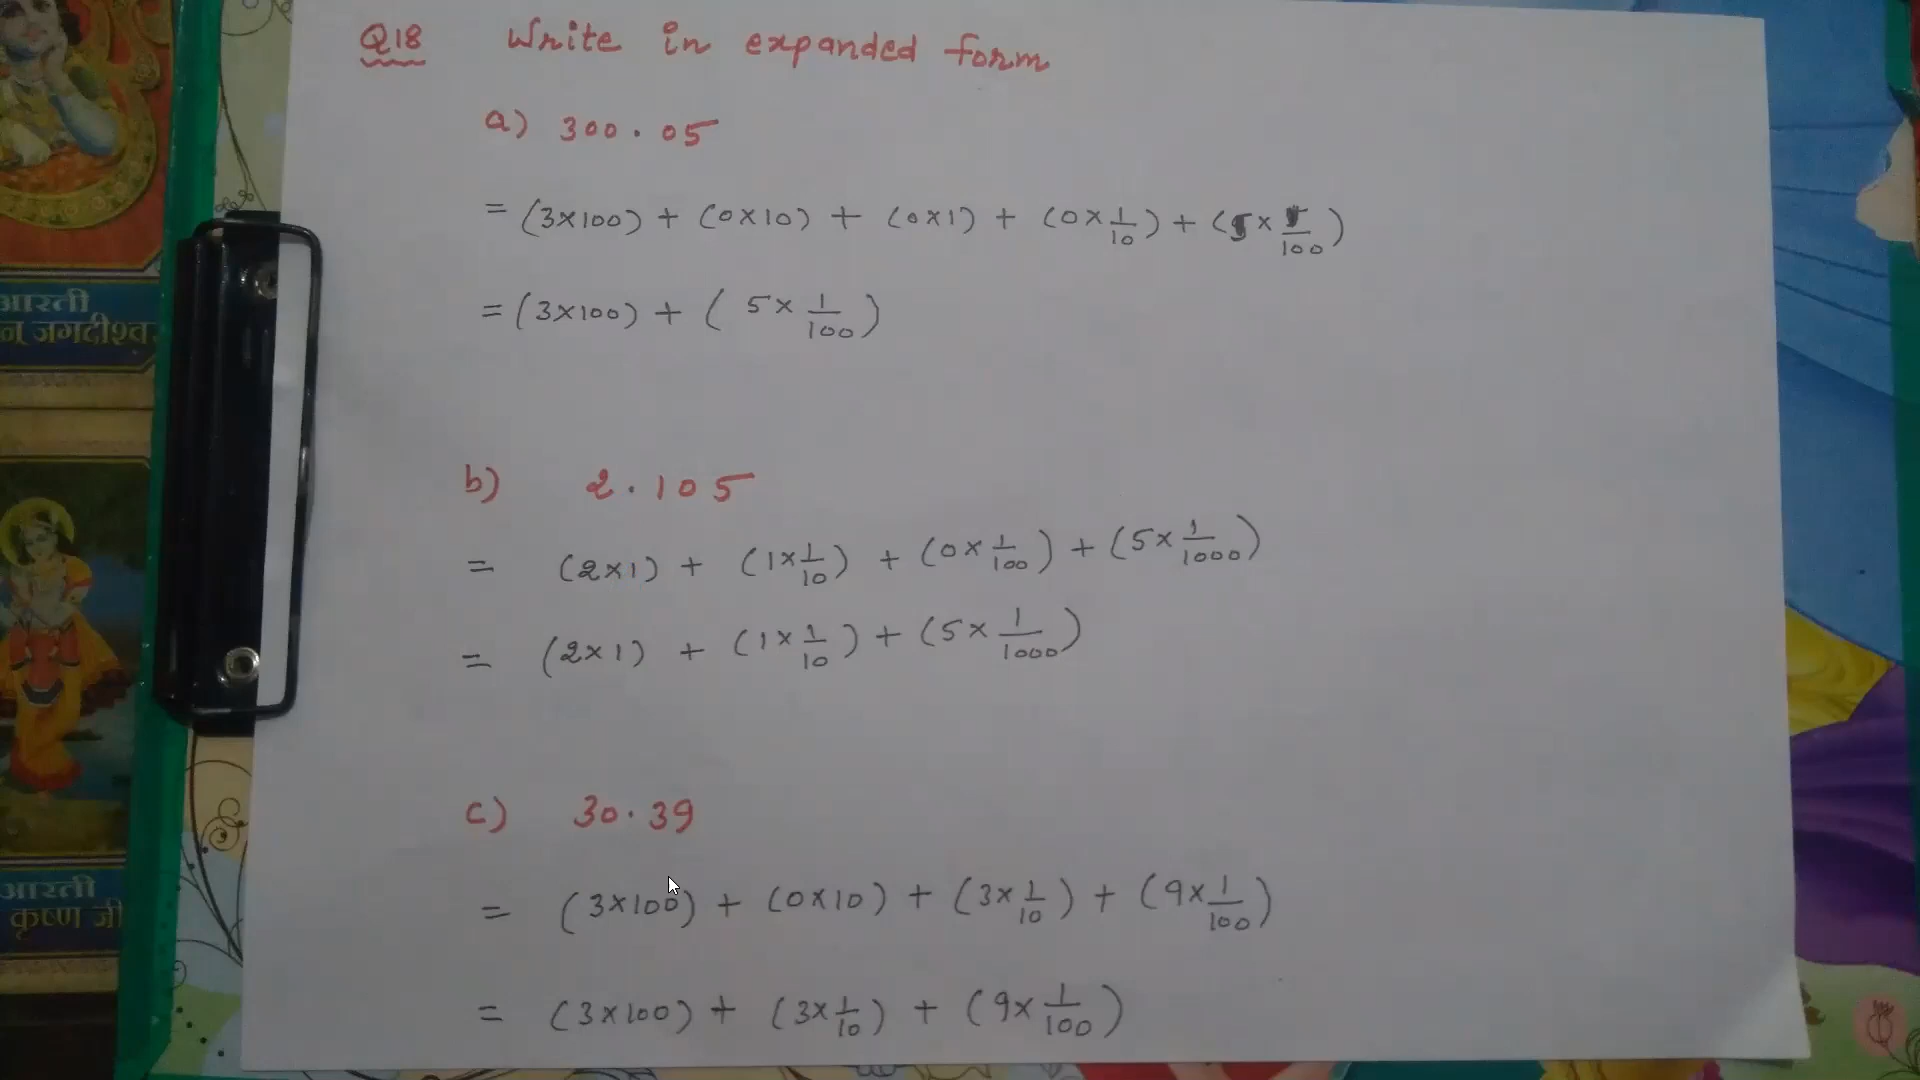 Q18 Write in expanded form
a) 300.05
= (3×100) + (0×10) + (0×1) + (0×1/10) + (5×1/100)
= (3×100) + (5×1/100)
b) 2.105
= (2×1) + (1×1/10) + (0×1/100) + (5×1/1000)
= (2×1) + (1×1/10) + (5×1/1000)
c) 30.39
= (3×100) + (0×10) + (3×1/10) + (9×1/100)
= (3×100) + (3×1/10) + (9×1/100)
आरती
जगदीश्वर
आरती
कृष्ण जी